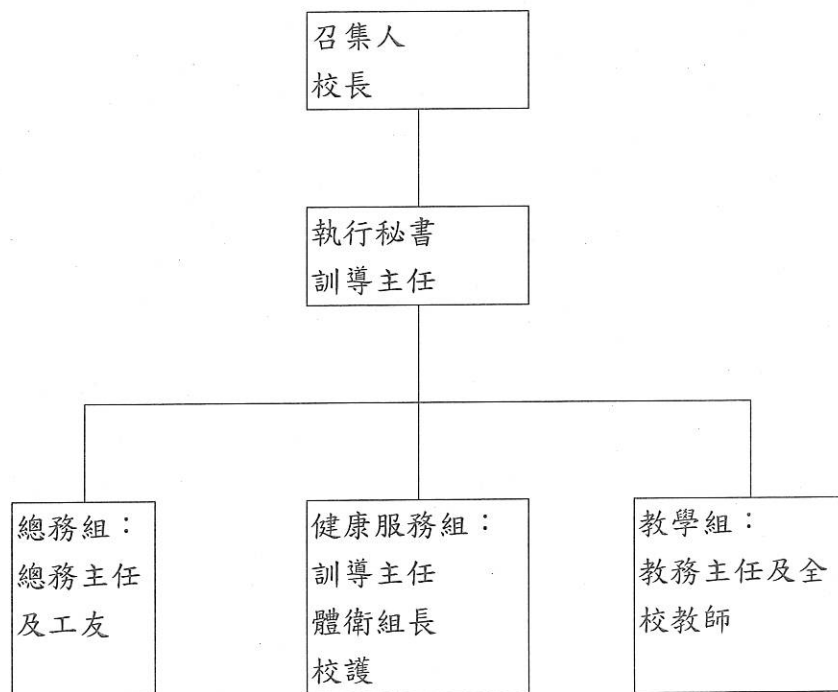 召集人
校長
執行秘書
訓導主任
總務組：
總務主任
及工友
健康服務組：
訓導主任
體衛組長
校護
教學組：
教務主任及全
校教師